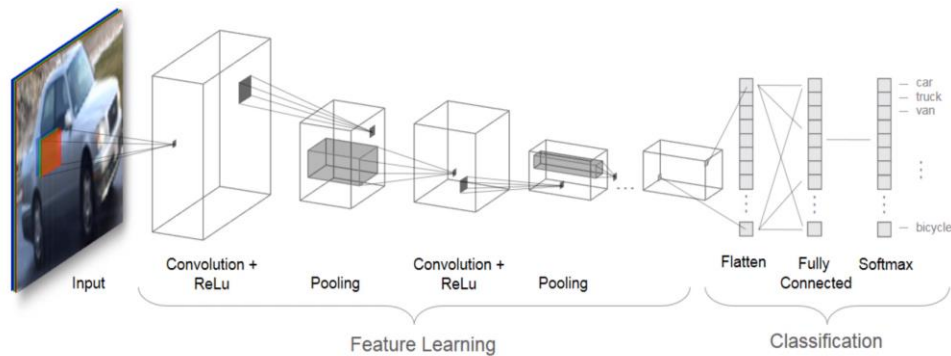 car
truck
van
bicycle
Input
Convolution +
ReLu
Pooling
Convolution +
ReLu
Pooling
Flatten
Fully
Connected
Softmax
Feature Learning
Classification